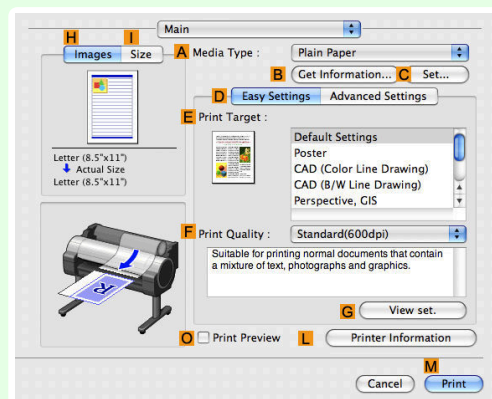 Main
H I
Images Size
A Media Type : Plain Paper
B Get Information... C Set...
D Easy Settings Advanced Settings
E Print Target :
Default Settings
Poster
CAD (Color Line Drawing)
CAD (B/W Line Drawing)
Perspective, GIS
Letter (8.5"x11")
Actual Size
Letter (8.5"x11")
F Print Quality : Standard(600dpi)
Suitable for printing normal documents that contain
a mixture of text, photographs and graphics.
G View set.
O Print Preview L Printer Information
M
Cancel Print
R